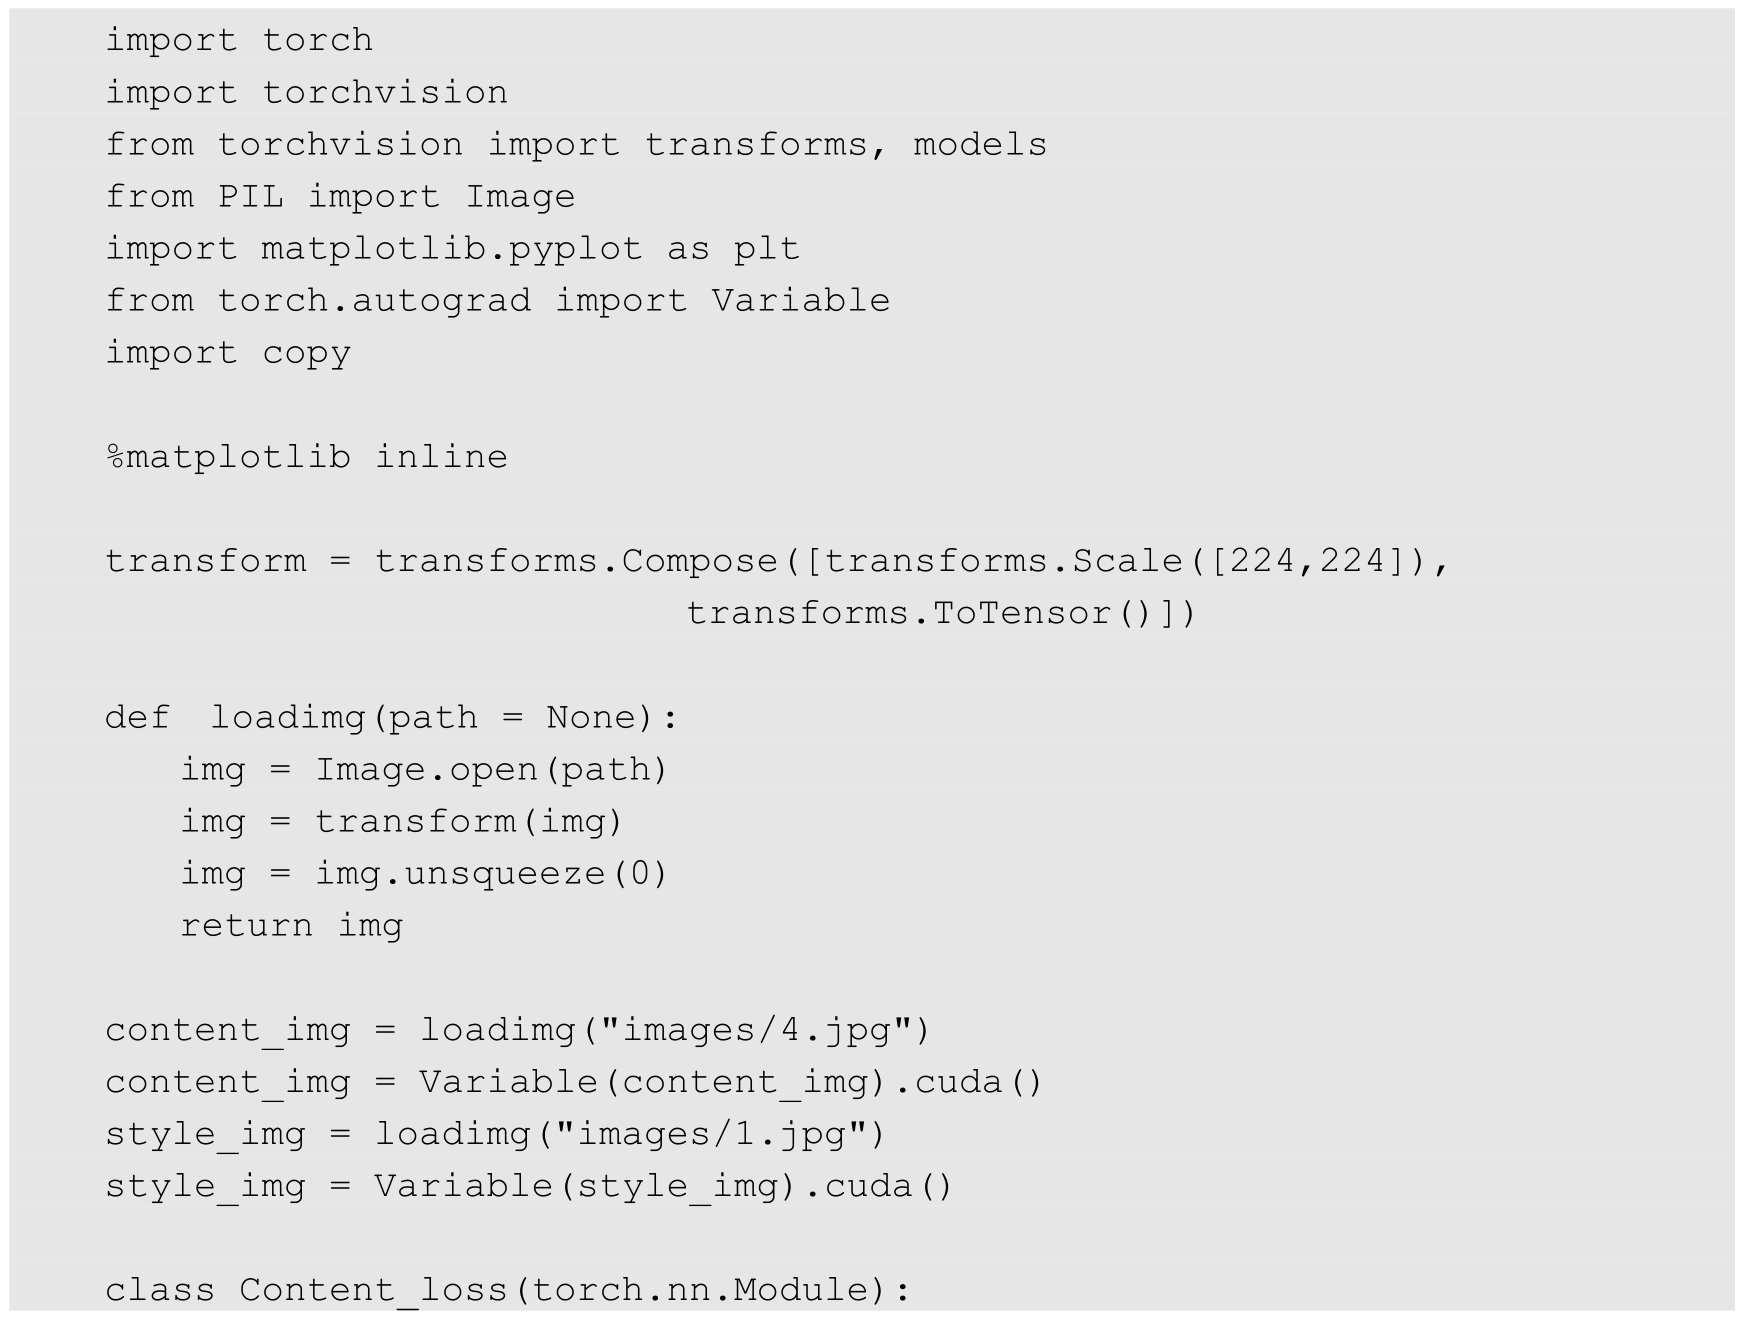 import torch
import torchvision
from torchvision import transforms, models
from PIL import Image
import matplotlib.pyplot as plt
from torch.autograd import Variable
import copy
%matplotlib inline
transform = transforms.Compose([transforms.Scale([224,224]),
                          transforms.ToTensor()])
def loadimg(path = None):
    img = Image.open(path)
    img = transform(img)
    img = img.unsqueeze(0)
    return img
content_img = loadimg("images/4.jpg")
content_img = Variable(content_img).cuda()
style_img = loadimg("images/1.jpg")
style_img = Variable(style_img).cuda()
class Content_loss(torch.nn.Module):